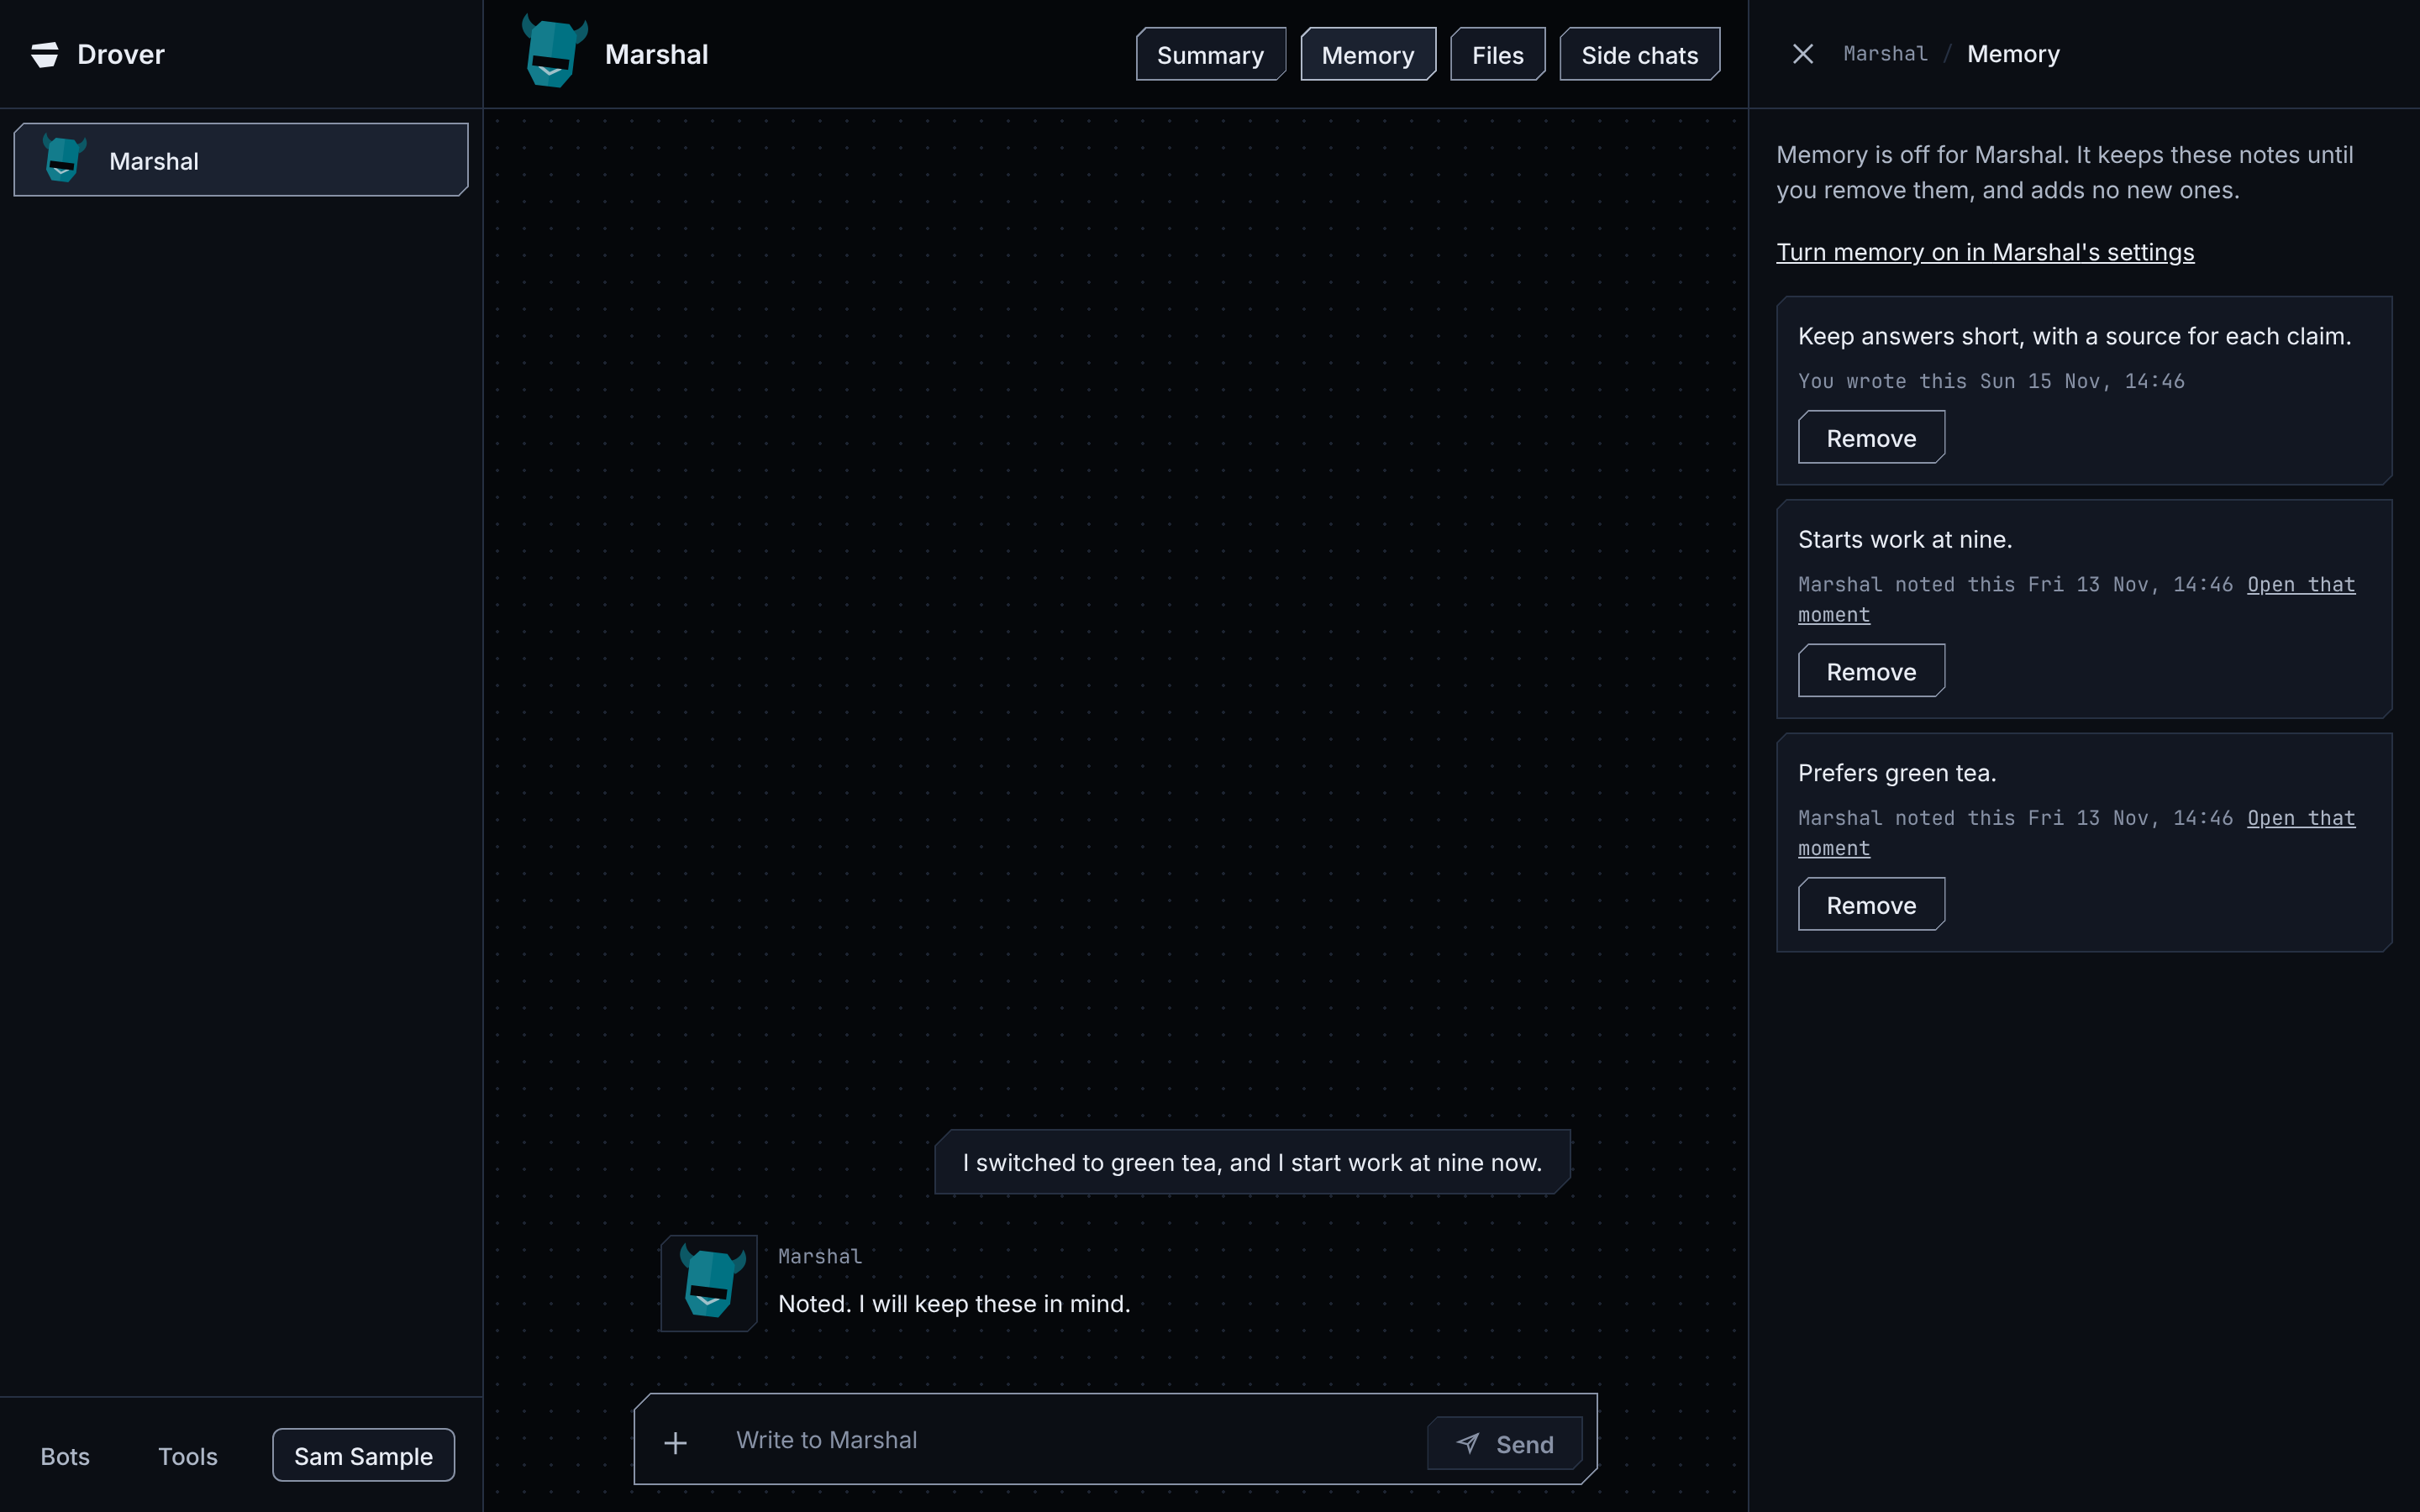 Drover
Marshal
Bots
Tools
Sam Sample
Marshal
Summary
Memory
Files
Side chats
I switched to green tea, and I start work at nine now.
Marshal
Noted. I will keep these in mind.
Write to Marshal
Send
Marshal / Memory
Memory is off for Marshal. It keeps these notes until
you remove them, and adds no new ones.
Turn memory on in Marshal's settings
Keep answers short, with a source for each claim.
You wrote this Sun 15 Nov, 14:46
Remove
Starts work at nine.
Marshal noted this Fri 13 Nov, 14:46 Open that
moment
Remove
Prefers green tea.
Marshal noted this Fri 13 Nov, 14:46 Open that
moment
Remove